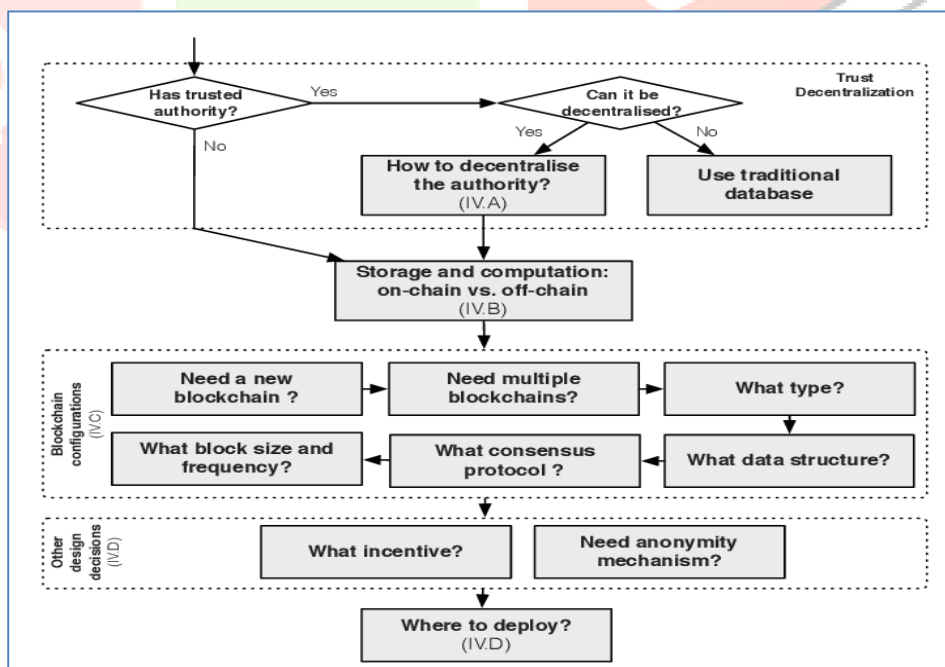 Trust
Decentralization
Has trusted
authority?
Yes
Can it be
decentralised?
No
Yes
No
How to decentralise
the authority?
(IV.A)
Use traditional
database
Storage and computation:
on-chain vs. off-chain
(IV.B)
Blockchain
configurations
(IV.C)
Need a new
blockchain ?
Need multiple
blockchains?
What type?
What block size and
frequency?
What consensus
protocol ?
What data structure?
Other
design
decisions
(IV.D)
What incentive?
Need anonymity
mechanism?
Where to deploy?
(IV.D)